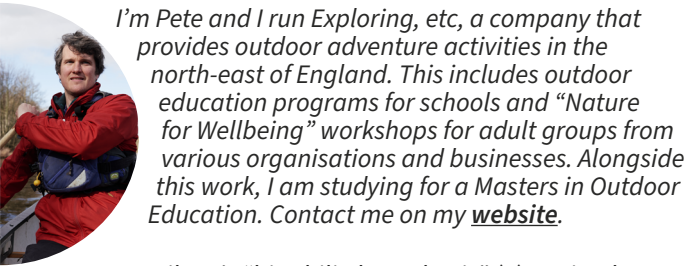 I’m Pete and I run Exploring, etc, a company that
provides outdoor adventure activities in the
north-east of England. This includes outdoor
education programs for schools and “Nature
for Wellbeing” workshops for adult groups from
various organisations and businesses. Alongside
this work, I am studying for a Masters in Outdoor
Education. Contact me on my website.